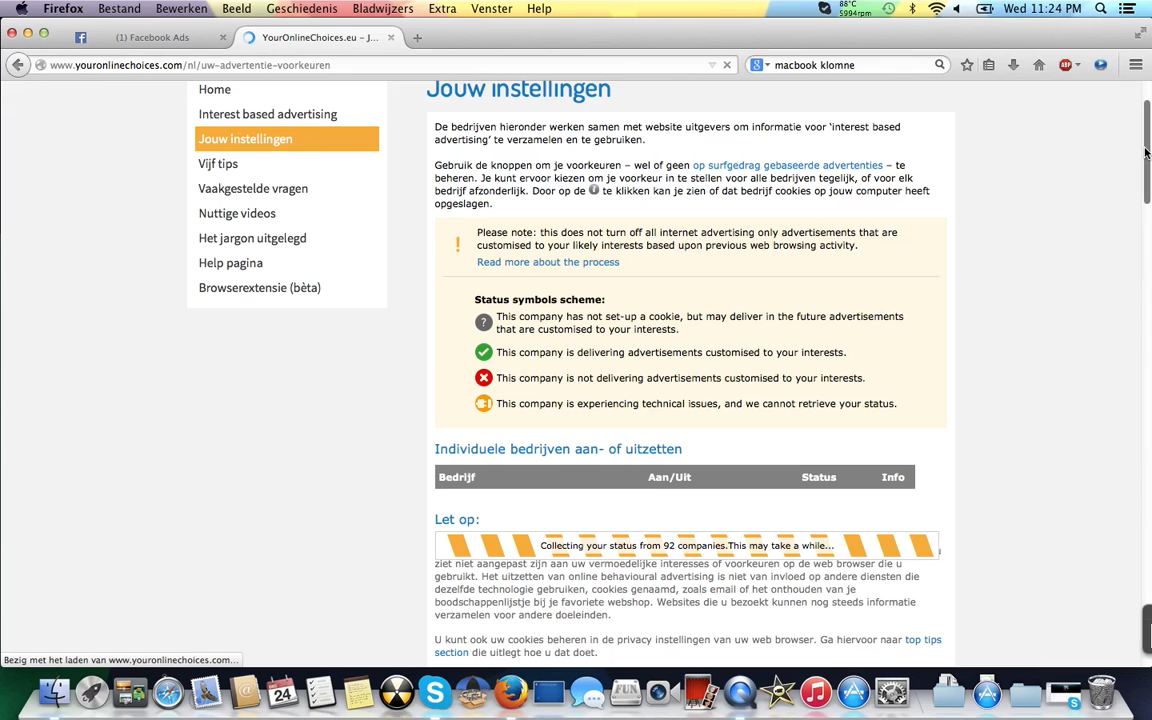 Firefox Bestand Bewerken Beeld Geschiedenis Bladwijzers Extra Venster Help 88°C 5994rpm Wed 11:24 PM
(1) Facebook Ads
YourOnlineChoices.eu – J...
www.youronlinechoices.com/nl/uw-advertentie-voorkeuren
macbook klomne
ABP
Home
Interest based advertising
Jouw instellingen
Vijf tips
Vaakgestelde vragen
Nuttige videos
Het jargon uitgelegd
Help pagina
Browserextensie (bèta)
Jouw instellingen
De bedrijven hieronder werken samen met website uitgevers om informatie voor ‘interest based
advertising’ te verzamelen en te gebruiken.
Gebruik de knoppen om je voorkeuren – wel of geen op surfgedrag gebaseerde advertenties – te
beheren. Je kunt ervoor kiezen om je voorkeur in te stellen voor alle bedrijven tegelijk, of voor elk
bedrijf afzonderlijk. Door op de i te klikken kan je zien of dat bedrijf cookies op jouw computer heeft
opgeslagen.
! Please note: this does not turn off all internet advertising only advertisements that are
customised to your likely interests based upon previous web browsing activity.
Read more about the process
Status symbols scheme:
? This company has not set-up a cookie, but may deliver in the future advertisements
that are customised to your interests.
This company is delivering advertisements customised to your interests.
This company is not delivering advertisements customised to your interests.
This company is experiencing technical issues, and we cannot retrieve your status.
Individuele bedrijven aan- of uitzetten
Bedrijf Aan/Uit Status Info
Let op:
Collecting your status from 92 companies.This may take a while...
ziet niet aangepast zijn aan uw vermoedelijke interesses of voorkeuren op de web browser die u
gebruikt. Het uitzetten van online behavioural advertising is niet van invloed op andere diensten die
dezelfde technologie gebruiken, cookies genaamd, zoals email of het onthouden van je
boodschappenlijstje bij je favoriete webshop. Websites die u bezoekt kunnen nog steeds informatie
verzamelen voor andere doeleinden.
U kunt ook uw cookies beheren in de privacy instellingen van uw web browser. Ga hiervoor naar top tips
section die uitlegt hoe u dat doet.
Bezig met het laden van www.youronlinechoices.com...
24
FUN